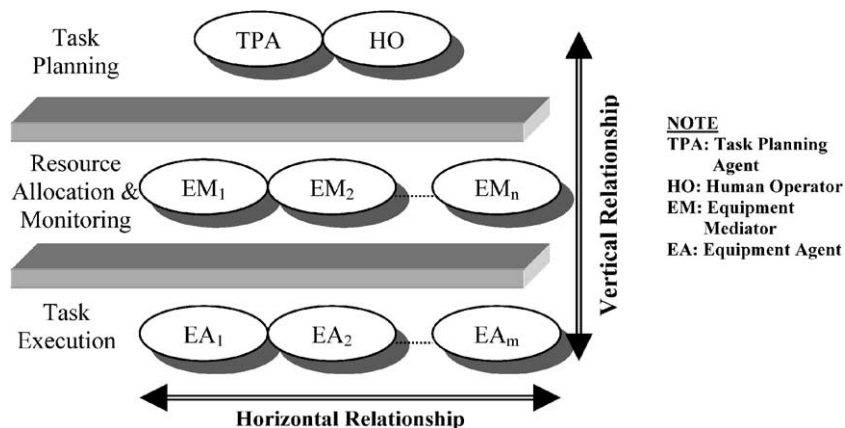 Task
Planning
TPA
HO
Resource
Allocation &
Monitoring
EM₁
EM₂
EMₙ
Task
Execution
EA₁
EA₂
EAₘ
Horizontal Relationship
Vertical Relationship
NOTE
TPA: Task Planning
Agent
HO: Human Operator
EM: Equipment
Mediator
EA: Equipment Agent